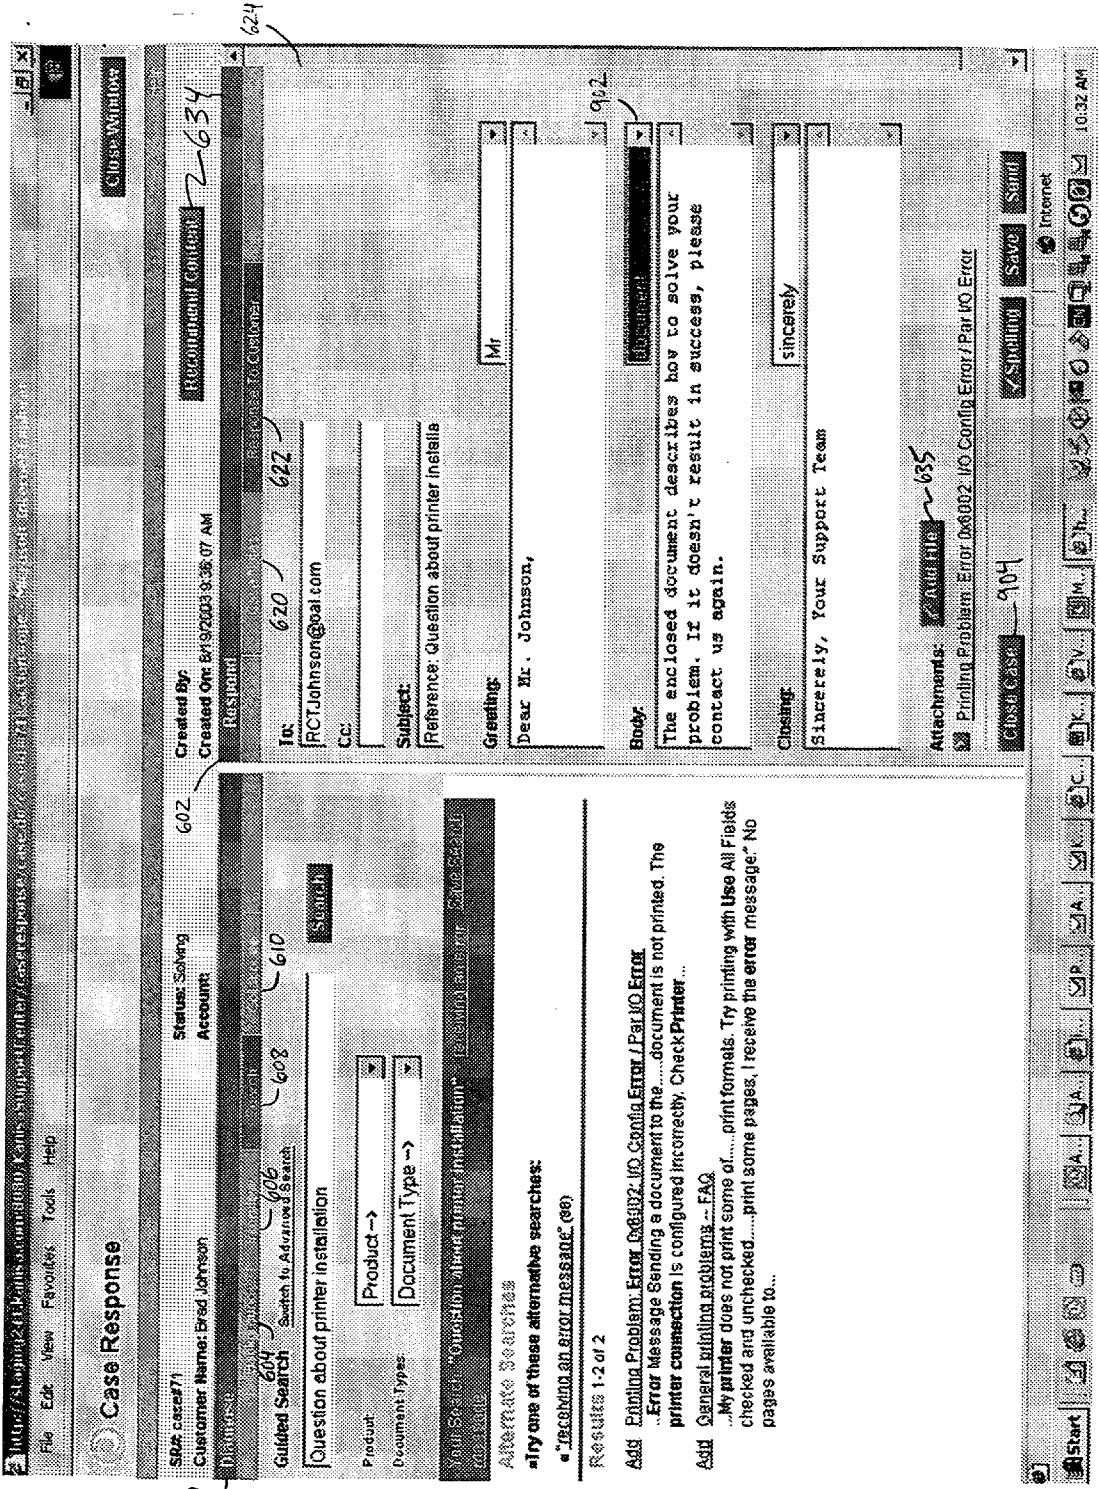 File Edit View Favorites Tools Help
Case Response
Close Window
SR#: case#71
Status: Solving
Created By:
Customer Name: Brad Johnson
Account:
Created On: 8/19/2003 9:36:07 AM
Recommend Content
634
602
624
Diagnose
Respond
Response To Customer
604
606
608
610
620
622
Guided Search Switch to Advanced Search
Question about printer installation
Search
Product:
Product -->
Document Types:
Document Type -->
Your Search: "Question about printer installation"
Alternate Searches
Try one of these alternative searches:
"receiving an error message" (98)
Results 1-2 of 2
Add Printing Problem: Error 0x6002: I/O Config Error / Par I/O Error
...Error Message Sending a document to the......document is not printed. The
printer connection is configured incorrectly. Check Printer...
Add General printing problems -- FAQ
...My printer does not print some of......print formats. Try printing with Use All Fields
checked and unchecked.....print some pages, I receive the error message:" No
pages available to...
To:
RCTJohnson@oal.com
Cc:
Subject:
Reference: Question about printer installa
Greeting:
Mr
Dear Mr. Johnson,
Body:
Document
902
The enclosed document describes how to solve your
problem. If it doesn't result in success, please
contact us again.
Closing:
sincerely
Sincerely, Your Support Team
Attachments:
Add File
635
Printing Problem: Error 0x6002: I/O Config Error / Par I/O Error
Close Case
904
Spelling
Save
Send
Internet
Start
10:32 AM